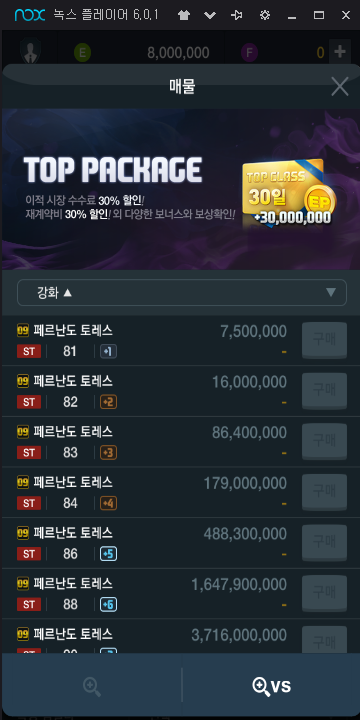 nox 녹스 플레이어 6.0.1
E 8,000,000 F 0 +
매물
TOP PACKAGE
이적 시장 수수료 30% 할인!
재계약비 30% 할인! 외 다양한 보너스와 보상확인!
TOP CLASS
30일
EP
+30,000,000
강화 ▲
09 페르난도 토레스 7,500,000 구매
ST 81 +1 -
09 페르난도 토레스 16,000,000 구매
ST 82 +2 -
09 페르난도 토레스 86,400,000 구매
ST 83 +3 -
09 페르난도 토레스 179,000,000 구매
ST 84 +4 -
09 페르난도 토레스 488,300,000 구매
ST 86 +5 -
09 페르난도 토레스 1,647,900,000 구매
ST 88 +6 -
09 페르난도 토레스 3,716,000,000 구매
ST
VS